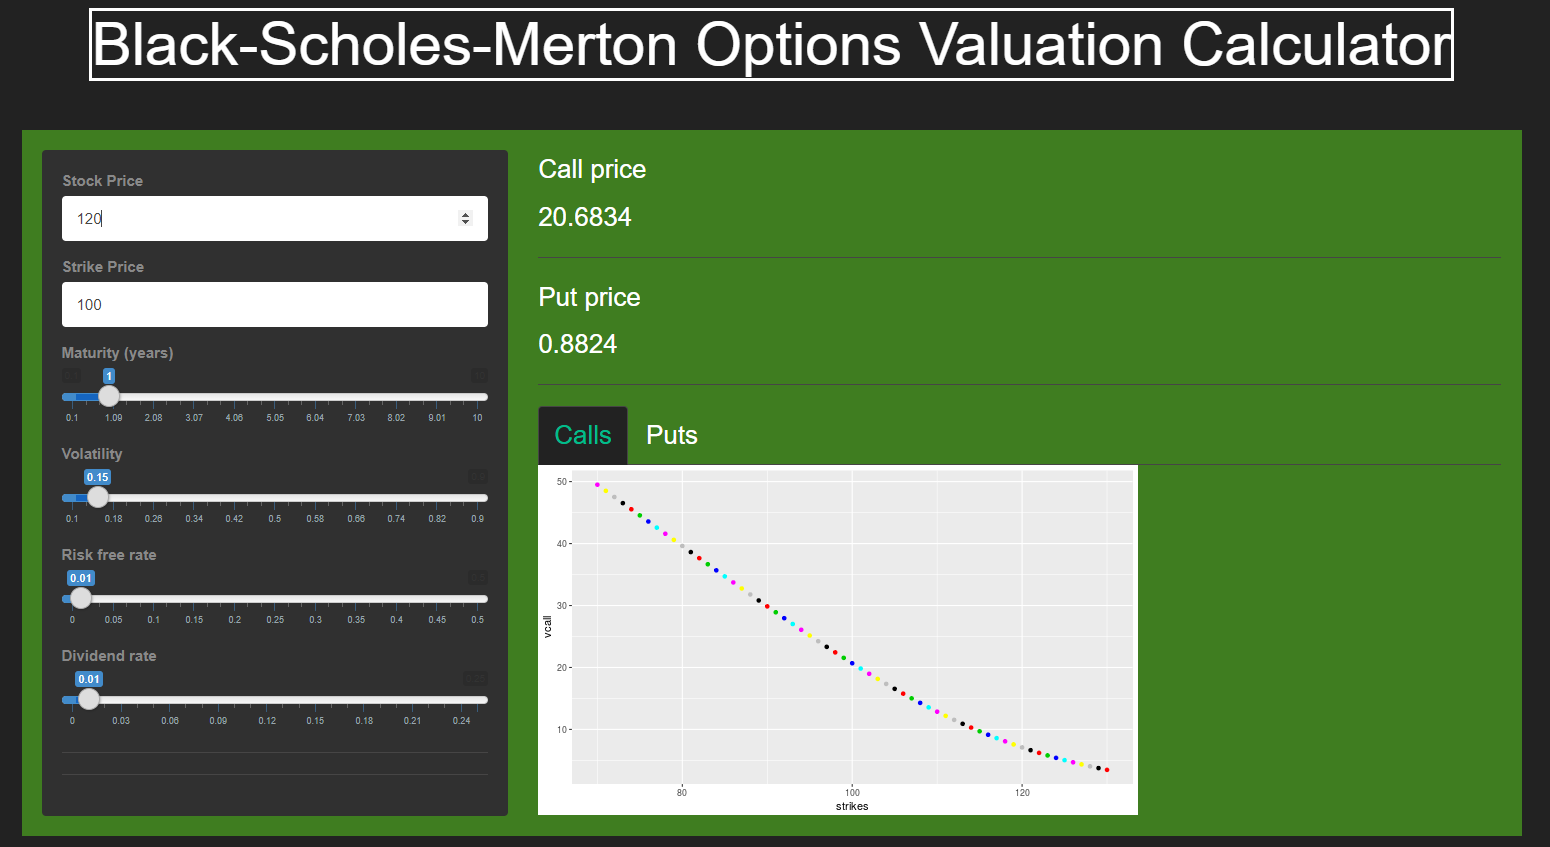 Black-Scholes-Merton Options Valuation Calculator
Stock Price
120
Strike Price
100
Maturity (years)
1
0.1 1.09 2.08 3.07 4.06 5.05 6.04 7.03 8.02 9.01 10
Volatility
0.15
0.1 0.18 0.26 0.34 0.42 0.5 0.58 0.66 0.74 0.82 0.9
Risk free rate
0.01
0 0.05 0.1 0.15 0.2 0.25 0.3 0.35 0.4 0.45 0.5
Dividend rate
0.01
0 0.03 0.06 0.09 0.12 0.15 0.18 0.21 0.24
Call price
20.6834
Put price
0.8824
Calls Puts
50
40
30
20
10
vcall
80 100 120
strikes